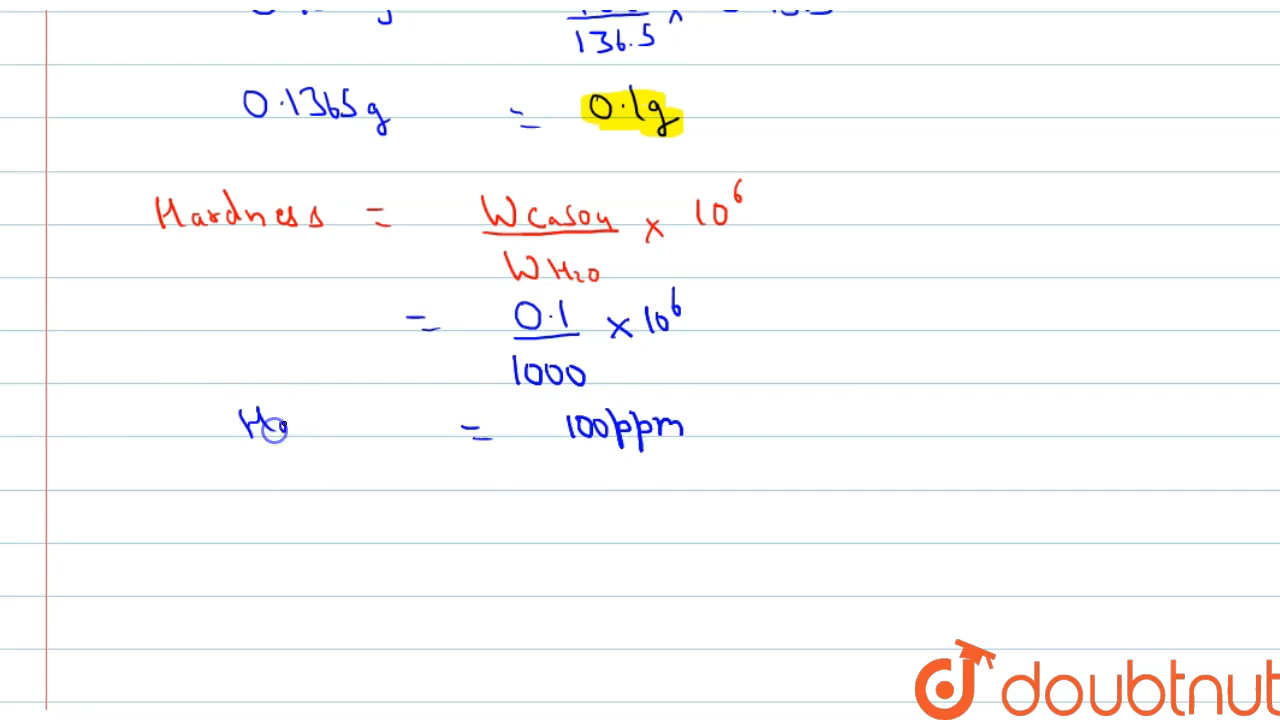 136.5
0.1365g = 0.1g
Hardness = WCaSO4 / WH2O × 10^6
= 0.1 / 1000 × 10^6
= 100ppm
doubtnut